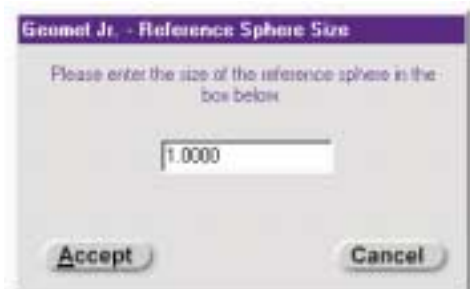 Geomet Jr. - Reference Sphere Size
Please enter the size of the reference sphere in the
box below
1.0000
Accept
Cancel